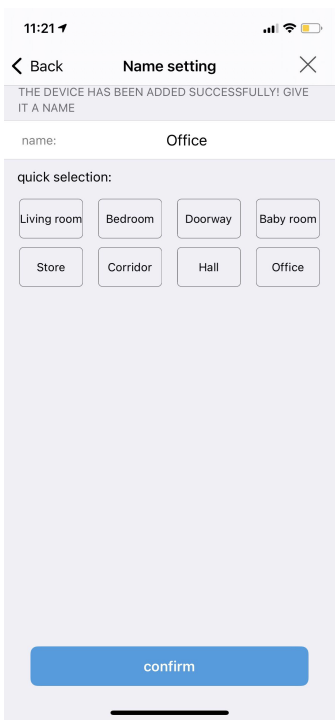 11:21
Back Name setting
THE DEVICE HAS BEEN ADDED SUCCESSFULLY! GIVE
IT A NAME
name: Office
quick selection:
Living room Bedroom Doorway Baby room
Store Corridor Hall Office
confirm